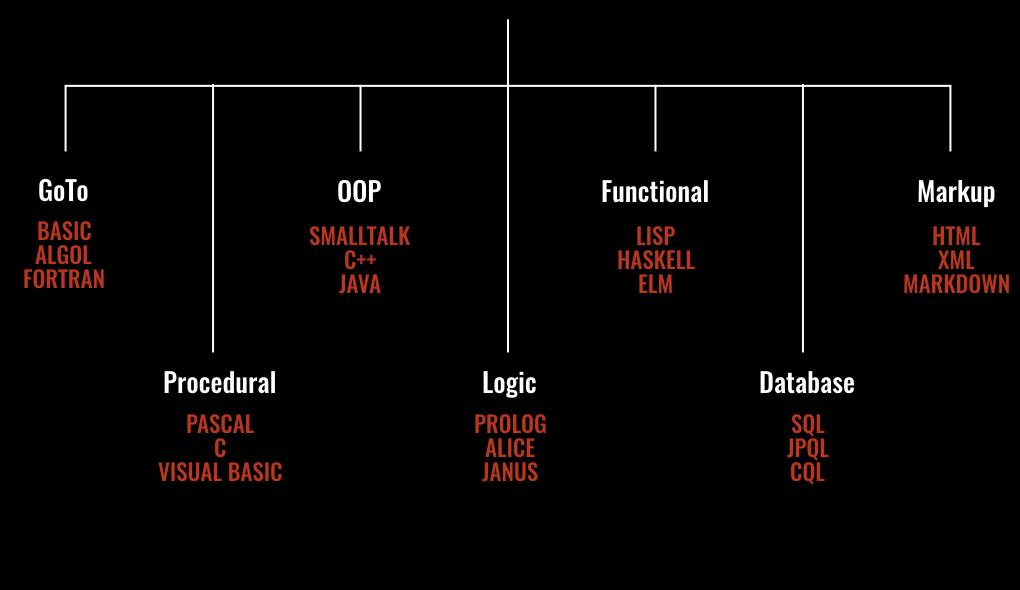 GoTo
BASIC
ALGOL
FORTRAN
OOP
SMALLTALK
C++
JAVA
Functional
LISP
HASKELL
ELM
Markup
HTML
XML
MARKDOWN
Procedural
PASCAL
C
VISUAL BASIC
Logic
PROLOG
ALICE
JANUS
Database
SQL
JPQL
CQL